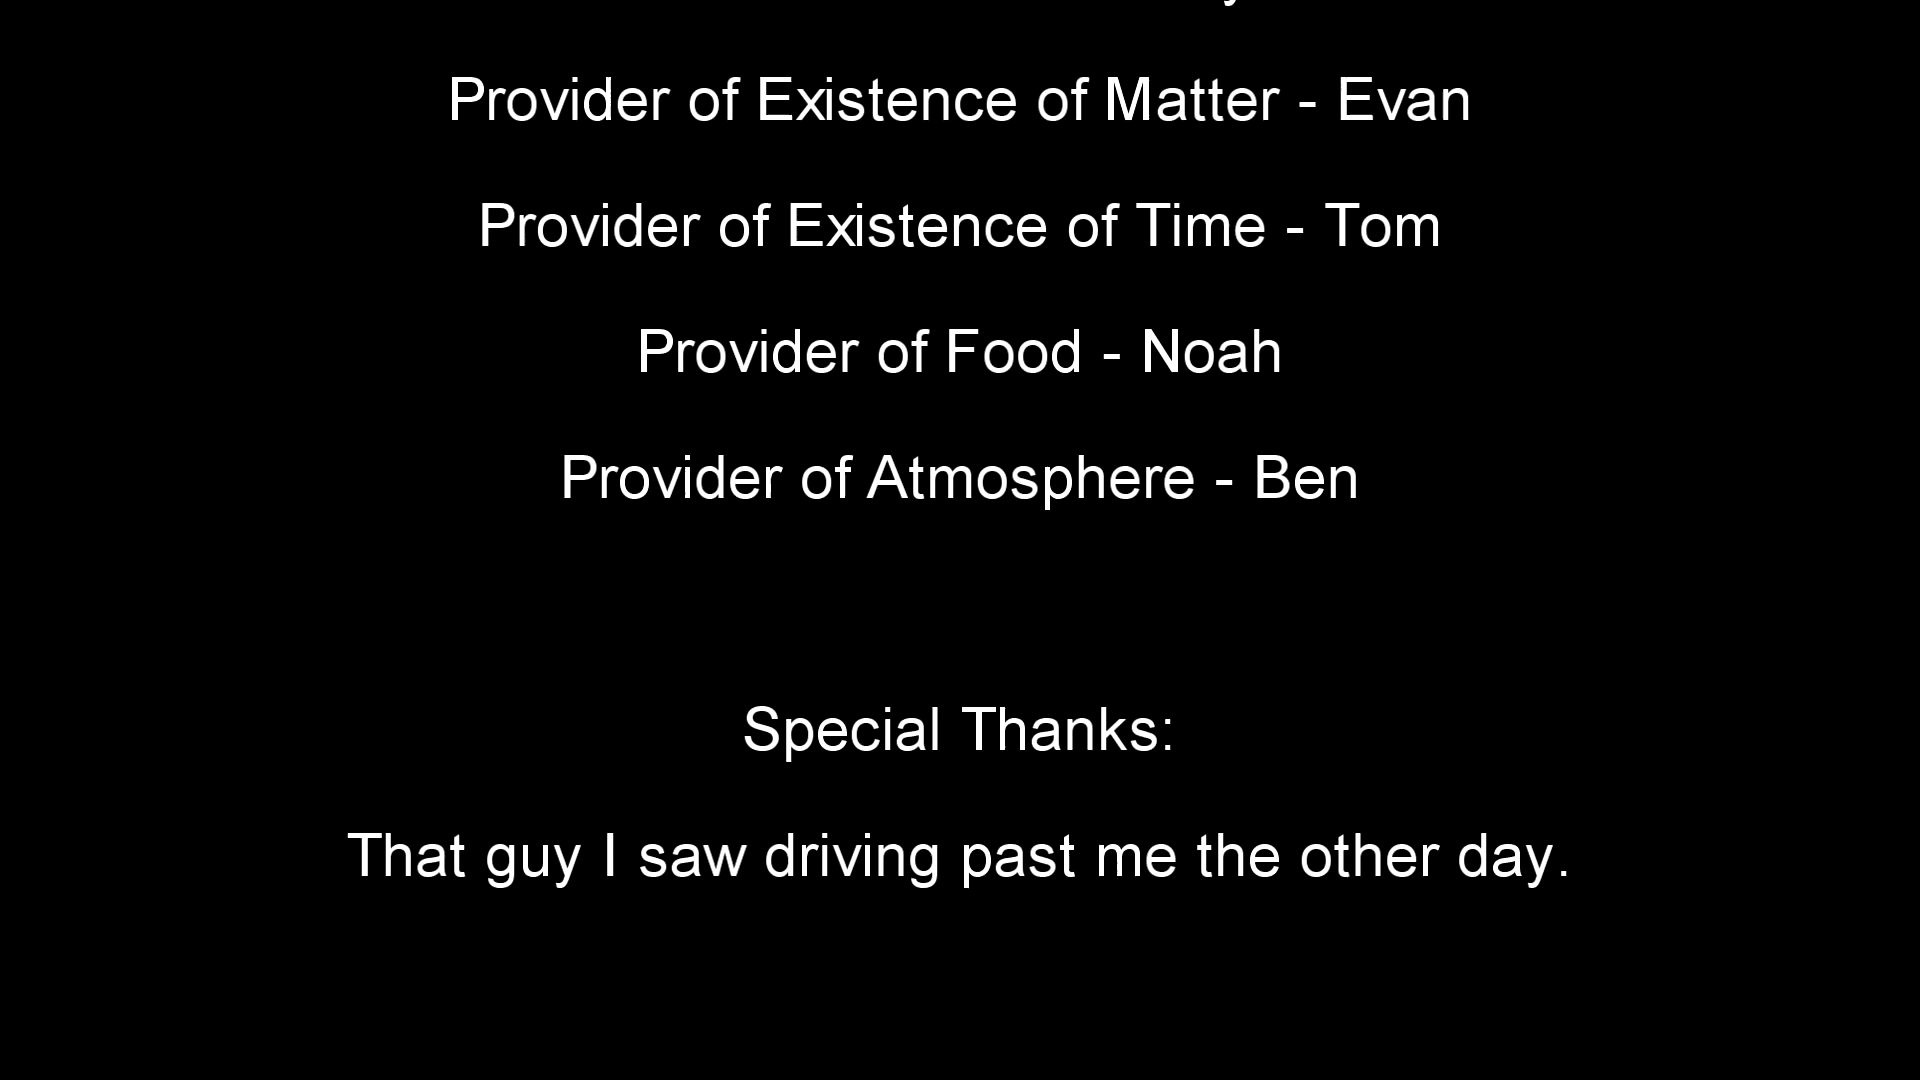 Provider of Existence of Matter - Evan
Provider of Existence of Time - Tom
Provider of Food - Noah
Provider of Atmosphere - Ben
Special Thanks:
That guy I saw driving past me the other day.